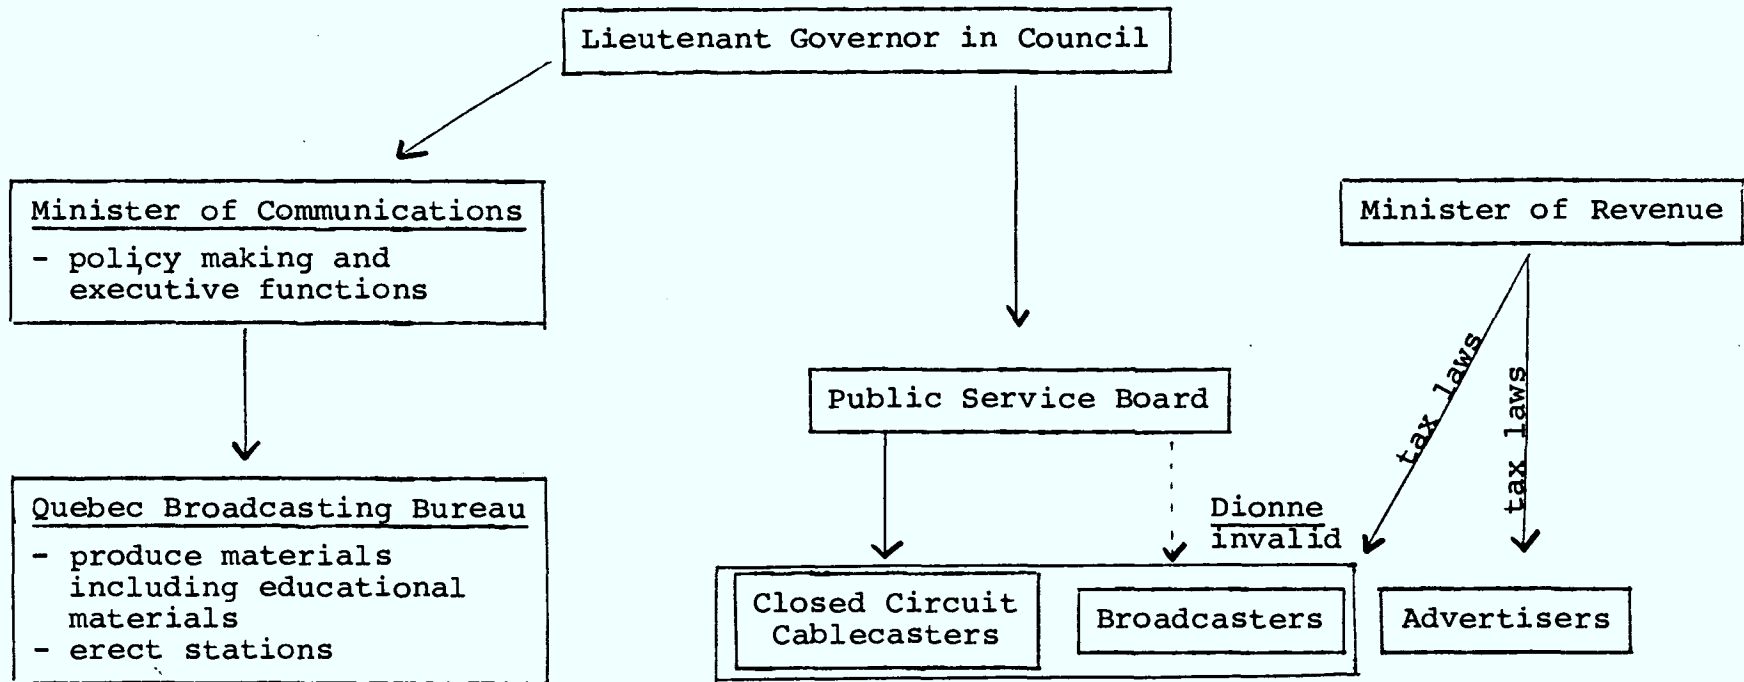 Lieutenant Governor in Council
Minister of Communications
- policy making and
executive functions
Minister of Revenue
Public Service Board
tax laws
tax laws
Quebec Broadcasting Bureau
- produce materials
including educational
materials
- erect stations
Dionne
invalid
Closed Circuit
Cablecasters
Broadcasters
Advertisers